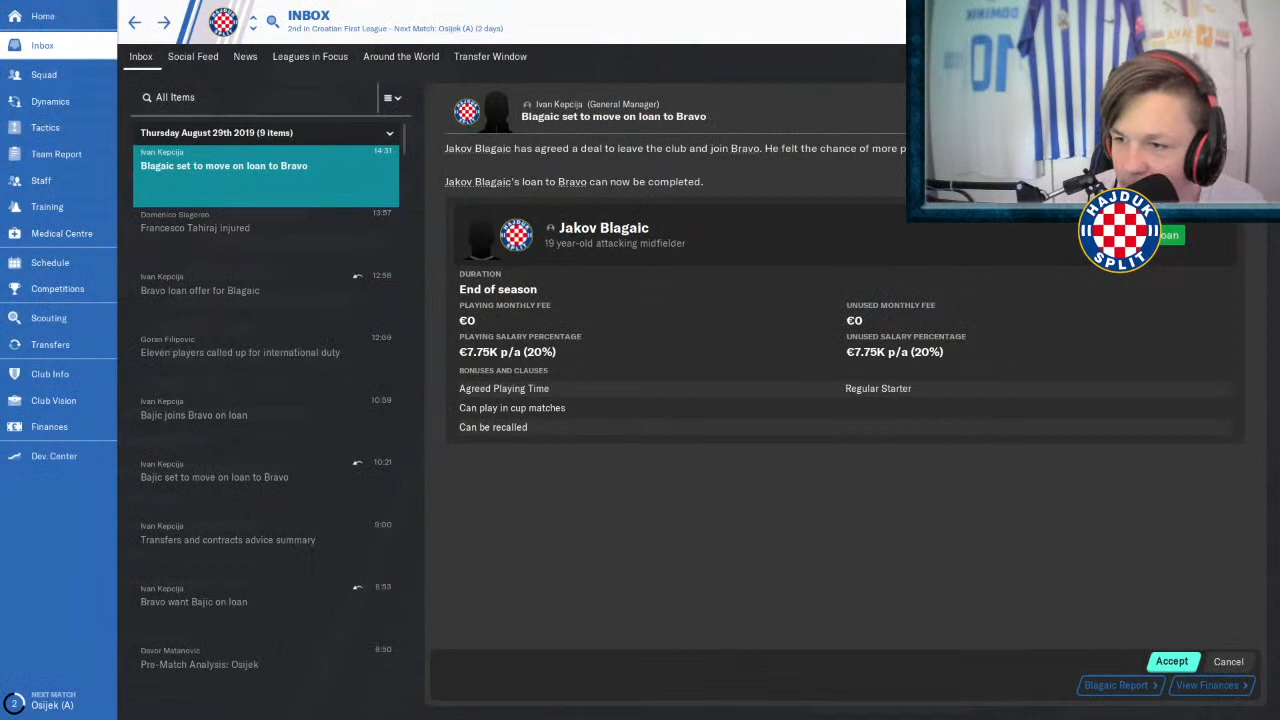 Home
Inbox
Squad
Dynamics
Tactics
Team Report
Staff
Training
Medical Centre
Schedule
Competitions
Scouting
Transfers
Club Info
Club Vision
Finances
Dev. Center
2
NEXT MATCH
Osijek (A)
INBOX
2nd in Croatian First League - Next Match: Osijek (A) (2 days)
Inbox
Social Feed
News
Leagues in Focus
Around the World
Transfer Window
All Items
Thursday August 29th 2019 (9 items)
Ivan Kepcija 14:31
Blagaic set to move on loan to Bravo
Domenico Siagoreo 13:57
Francesco Tahiraj injured
Ivan Kepcija 12:58
Bravo loan offer for Blagaic
Goran Filipovic 12:09
Eleven players called up for international duty
Ivan Kepcija 10:59
Bajic joins Bravo on loan
Ivan Kepcija 10:21
Bajic set to move on loan to Bravo
Ivan Kepcija 9:00
Transfers and contracts advice summary
Ivan Kepcija 8:53
Bravo want Bajic on loan
Davor Matanovic 8:50
Pre-Match Analysis: Osijek
Ivan Kepcija (General Manager)
Blagaic set to move on loan to Bravo
Jakov Blagaic has agreed a deal to leave the club and join Bravo. He felt the chance of more p
Jakov Blagaic's loan to Bravo can now be completed.
Jakov Blagaic
19 year-old attacking midfielder
oan
DURATION
End of season
PLAYING MONTHLY FEE UNUSED MONTHLY FEE
€0 €0
PLAYING SALARY PERCENTAGE UNUSED SALARY PERCENTAGE
€7.75K p/a (20%) €7.75K p/a (20%)
BONUSES AND CLAUSES
Agreed Playing Time Regular Starter
Can play in cup matches
Can be recalled
Accept Cancel
Blagaic Report View Finances
DOMINIK
10
HAJDUK
SPLIT